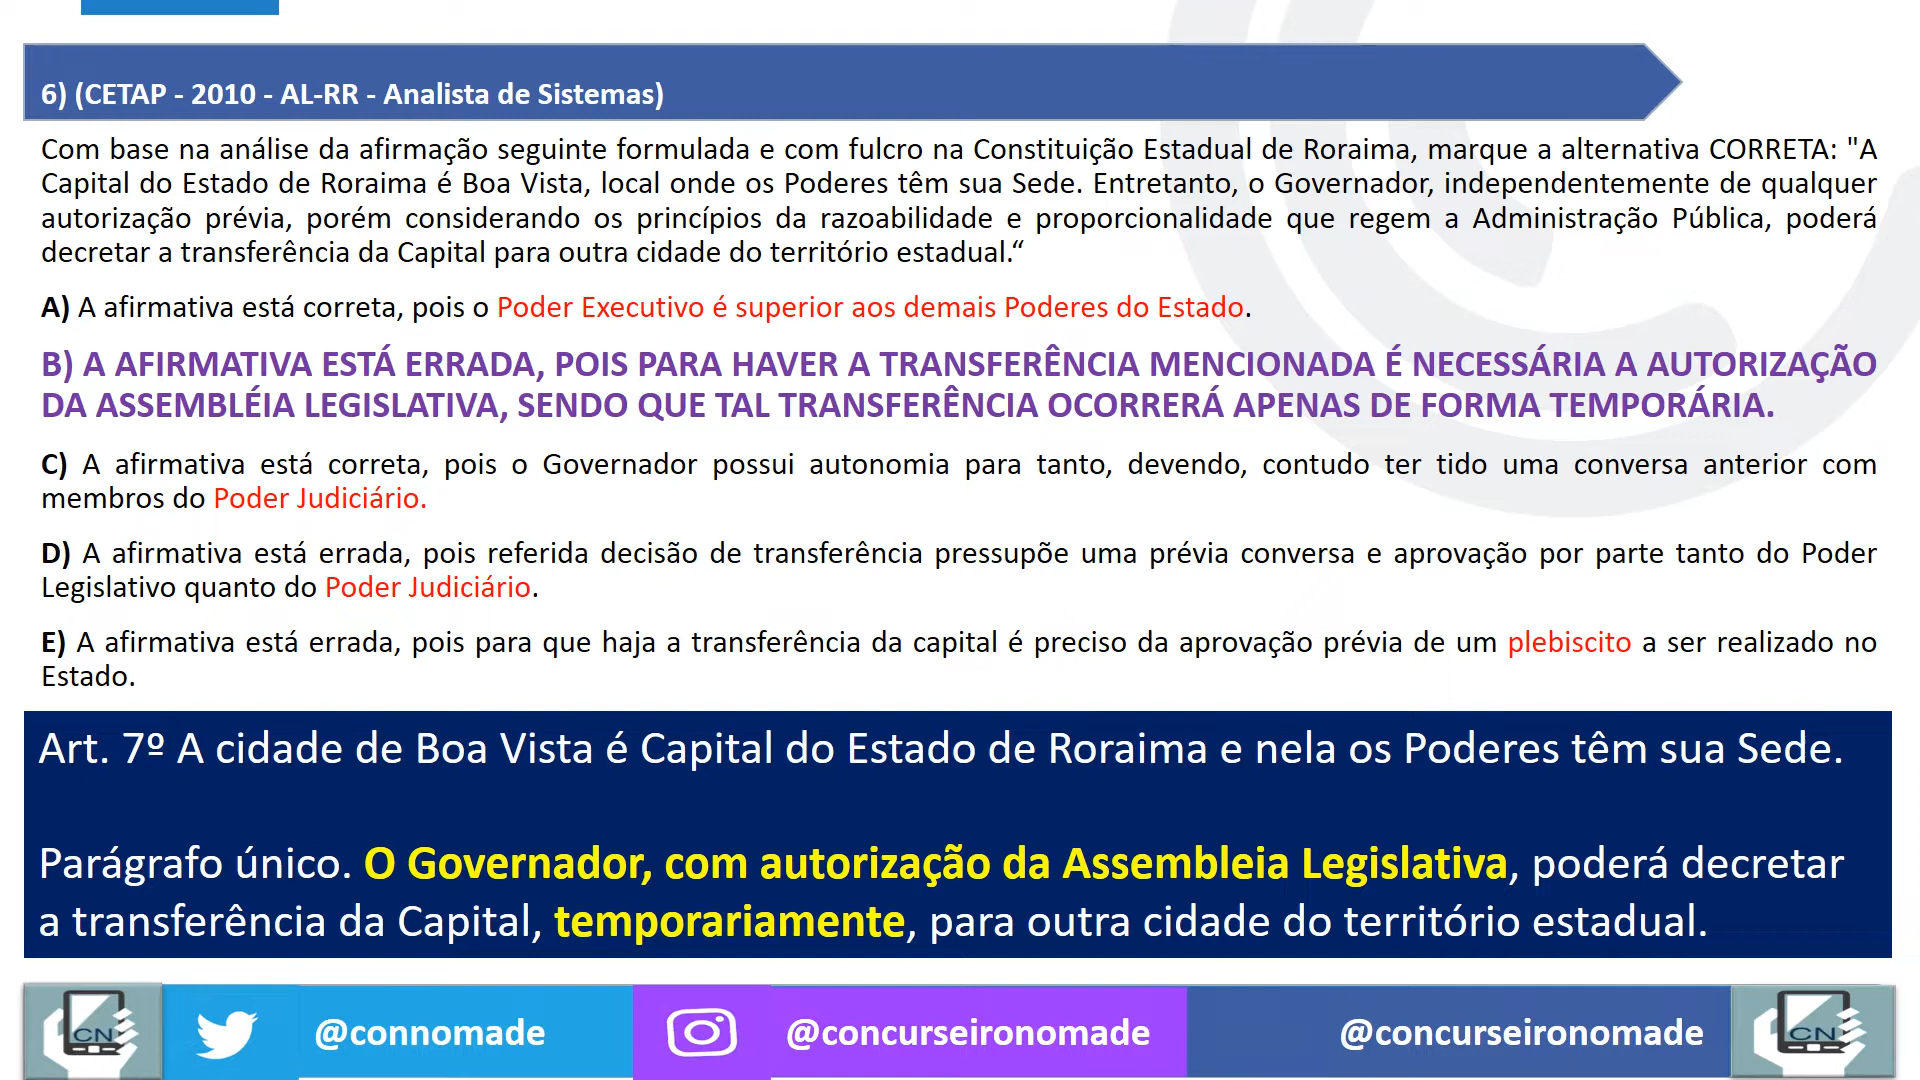 6) (CETAP - 2010 - AL-RR - Analista de Sistemas)
Com base na análise da afirmação seguinte formulada e com fulcro na Constituição Estadual de Roraima, marque a alternativa CORRETA: "A
Capital do Estado de Roraima é Boa Vista, local onde os Poderes têm sua Sede. Entretanto, o Governador, independentemente de qualquer
autorização prévia, porém considerando os princípios da razoabilidade e proporcionalidade que regem a Administração Pública, poderá
decretar a transferência da Capital para outra cidade do território estadual.“
A) A afirmativa está correta, pois o Poder Executivo é superior aos demais Poderes do Estado.
B) A AFIRMATIVA ESTÁ ERRADA, POIS PARA HAVER A TRANSFERÊNCIA MENCIONADA É NECESSÁRIA A AUTORIZAÇÃO
DA ASSEMBLÉIA LEGISLATIVA, SENDO QUE TAL TRANSFERÊNCIA OCORRERÁ APENAS DE FORMA TEMPORÁRIA.
C) A afirmativa está correta, pois o Governador possui autonomia para tanto, devendo, contudo ter tido uma conversa anterior com
membros do Poder Judiciário.
D) A afirmativa está errada, pois referida decisão de transferência pressupõe uma prévia conversa e aprovação por parte tanto do Poder
Legislativo quanto do Poder Judiciário.
E) A afirmativa está errada, pois para que haja a transferência da capital é preciso da aprovação prévia de um plebiscito a ser realizado no
Estado.
Art. 7º A cidade de Boa Vista é Capital do Estado de Roraima e nela os Poderes têm sua Sede.
Parágrafo único. O Governador, com autorização da Assembleia Legislativa, poderá decretar
a transferência da Capital, temporariamente, para outra cidade do território estadual.
CN @connomade @concurseironomade @concurseironomade CN